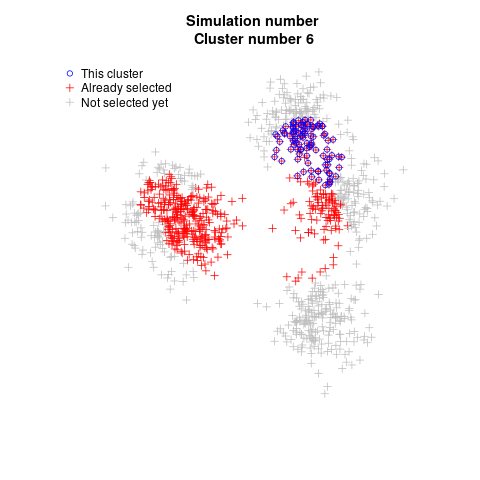 Simulation number
Cluster number 6
This cluster
Already selected
Not selected yet